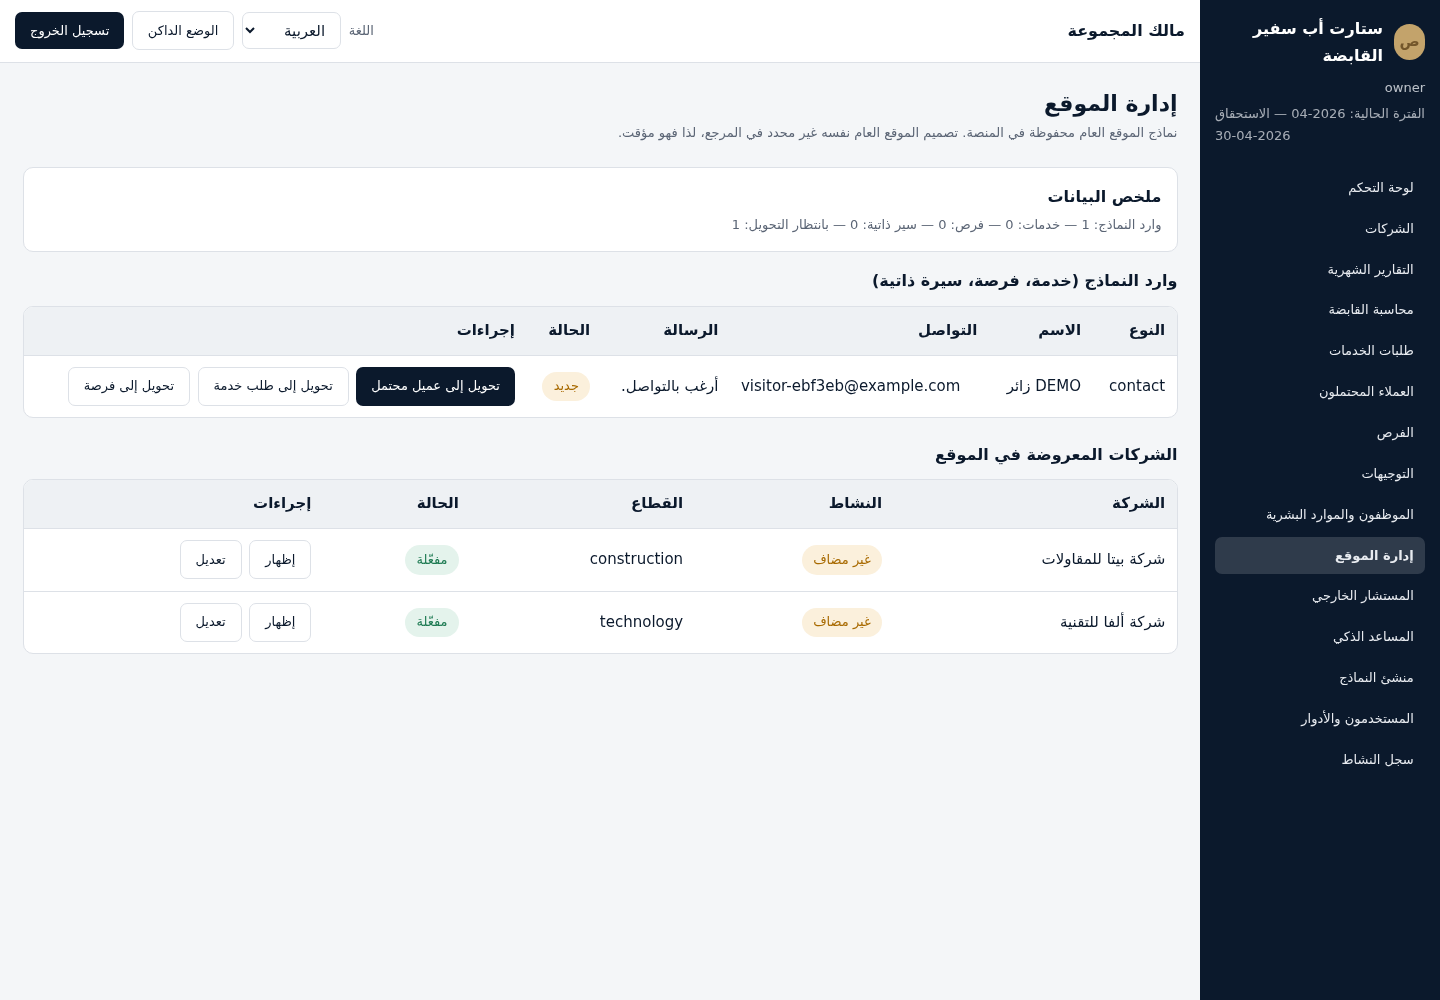 ص
ستارت أب سفير
القابضة
owner
الفترة الحالية: 2026-04 — الاستحقاق
2026-04-30
لوحة التحكم
الشركات
التقارير الشهرية
محاسبة القابضة
طلبات الخدمات
العملاء المحتملون
الفرص
التوجيهات
الموظفون والموارد البشرية
إدارة الموقع
المستشار الخارجي
المساعد الذكي
منشئ النماذج
المستخدمون والأدوار
سجل النشاط
مالك المجموعة
اللغة العربية الوضع الداكن تسجيل الخروج
إدارة الموقع
نماذج الموقع العام محفوظة في المنصة. تصميم الموقع العام نفسه غير محدد في المرجع، لذا فهو مؤقت.
ملخص البيانات
وارد النماذج: 1 — خدمات: 0 — فرص: 0 — سير ذاتية: 0 — بانتظار التحويل: 1
وارد النماذج (خدمة، فرصة، سيرة ذاتية)
النوع الاسم التواصل الرسالة الحالة إجراءات
contact DEMO زائر visitor-ebf3eb@example.com أرغب بالتواصل. جديد تحويل إلى عميل محتمل تحويل إلى طلب خدمة تحويل إلى فرصة
الشركات المعروضة في الموقع
الشركة النشاط القطاع الحالة إجراءات
شركة بيتا للمقاولات غير مضاف construction مفعّلة إظهار تعديل
شركة ألفا للتقنية غير مضاف technology مفعّلة إظهار تعديل